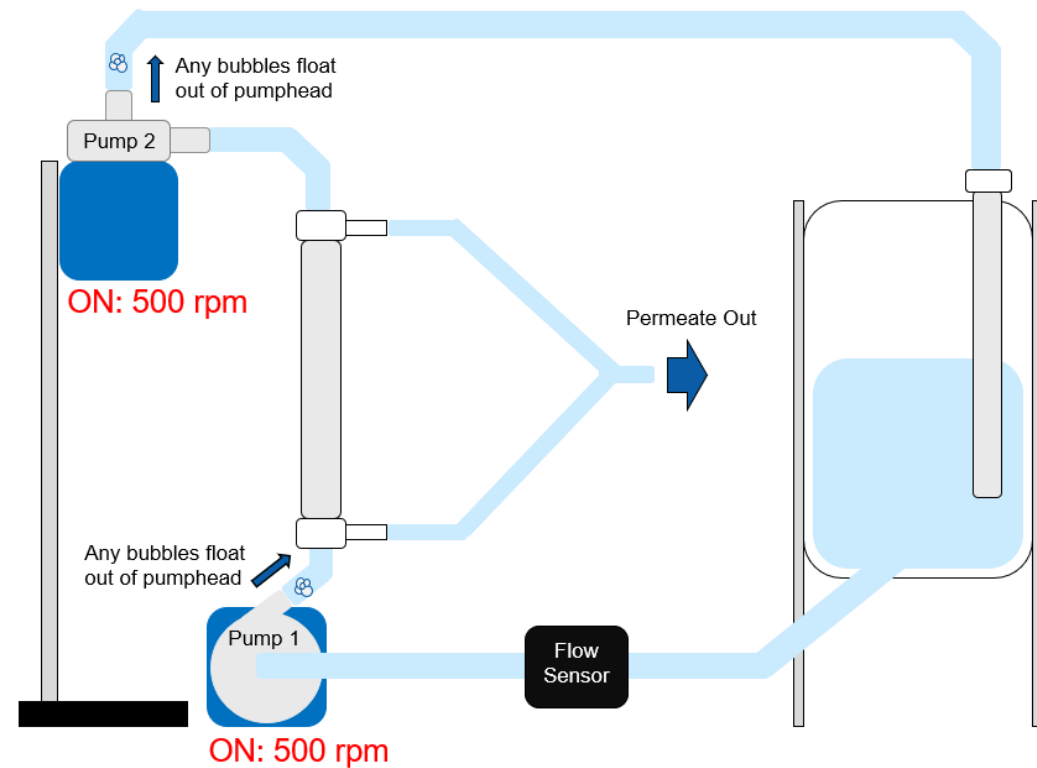 Any bubbles float
out of pumphead
Pump 2
ON: 500 rpm
Permeate Out
Any bubbles float
out of pumphead
Pump 1
Flow
Sensor
ON: 500 rpm